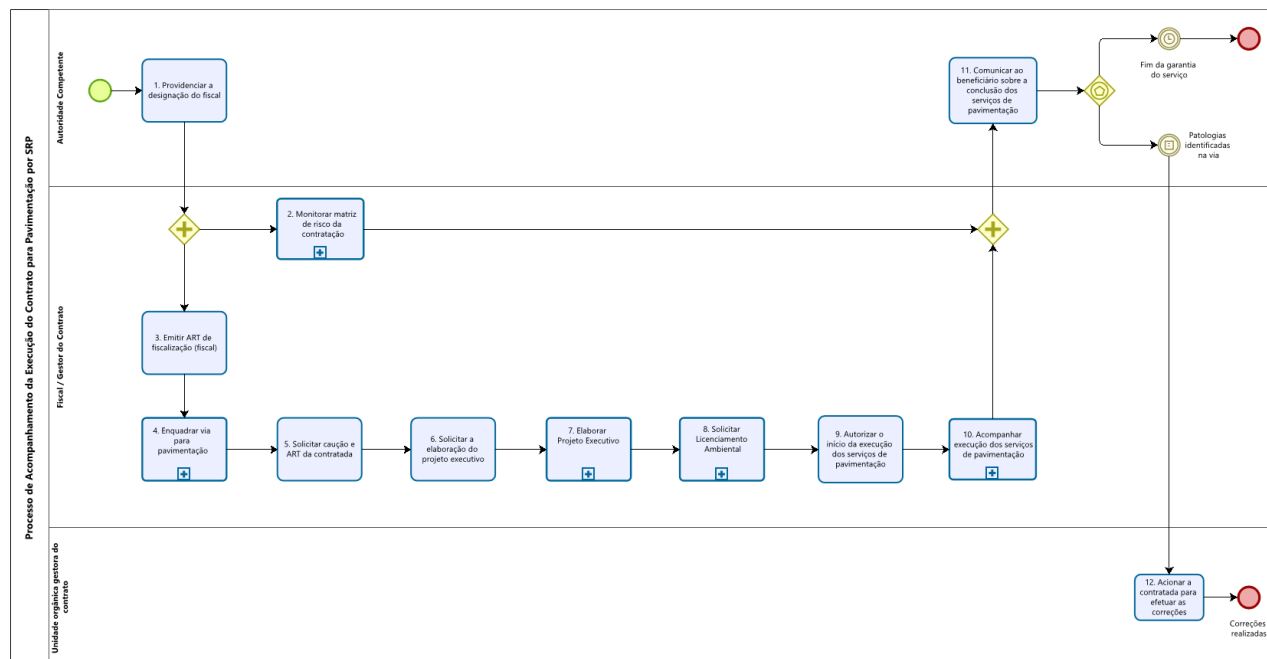 Processo de Acompanhamento da Execução do Contrato para Pavimentação por SRP
Autoridade Competente
1. Providenciar a
designação do fiscal
11. Comunicar ao
beneficiário sobre a
conclusão dos
serviços de
pavimentação
Fim da garantia
do serviço
Patologias
identificadas
na via
Fiscal / Gestor do Contrato
2. Monitorar matriz
de risco da
contratação
3. Emitir ART de
fiscalização (fiscal)
4. Enquadrar via
para
pavimentação
5. Solicitar caução e
ART da contratada
6. Solicitar a
elaboração do
projeto executivo
7. Elaborar
Projeto Executivo
8. Solicitar
Licenciamento
Ambiental
9. Autorizar o
início da execução
dos serviços de
pavimentação
10. Acompanhar
execução dos serviços
de pavimentação
Unidade orgânica gestora do
contrato
12. Acionar a
contratada para
efetuar as
correções
Correções
realizadas